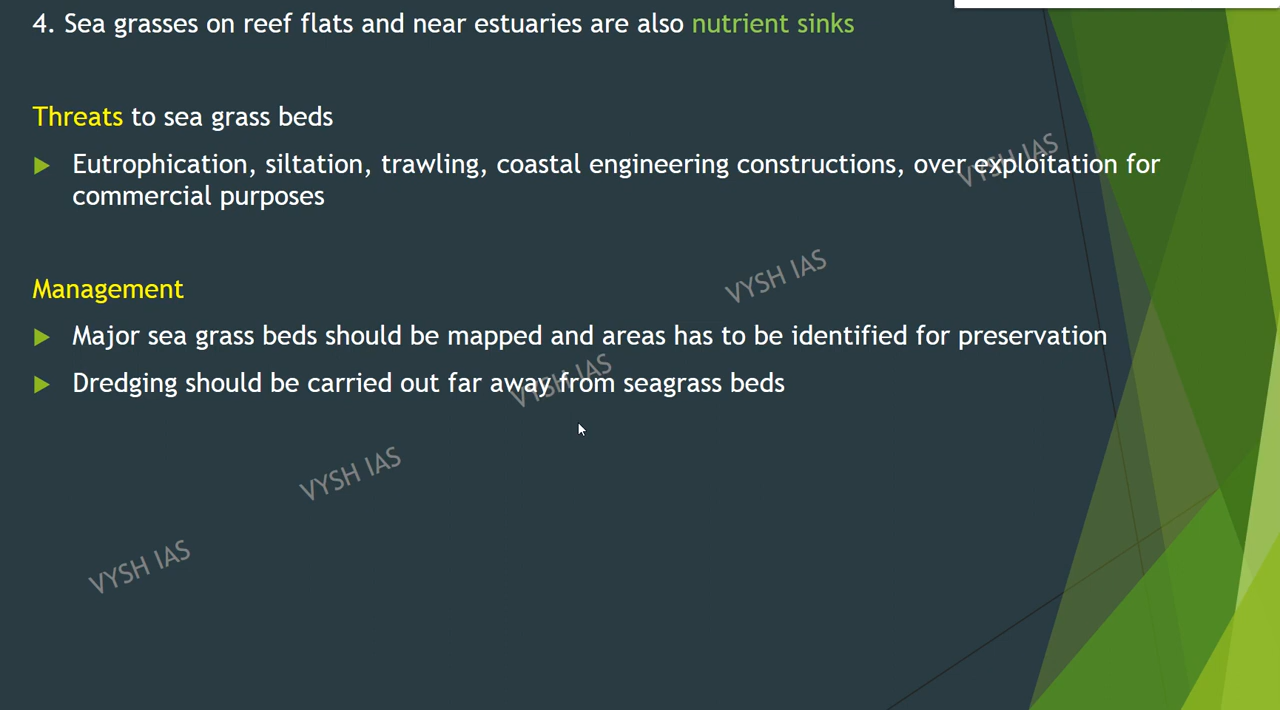 4. Sea grasses on reef flats and near estuaries are also nutrient sinks
Threats to sea grass beds
Eutrophication, siltation, trawling, coastal engineering constructions, over exploitation for
commercial purposes
Management
Major sea grass beds should be mapped and areas has to be identified for preservation
Dredging should be carried out far away from seagrass beds
VYSH IAS
VYSH IAS
VYSH IAS
VYSH IAS
VYSH IAS